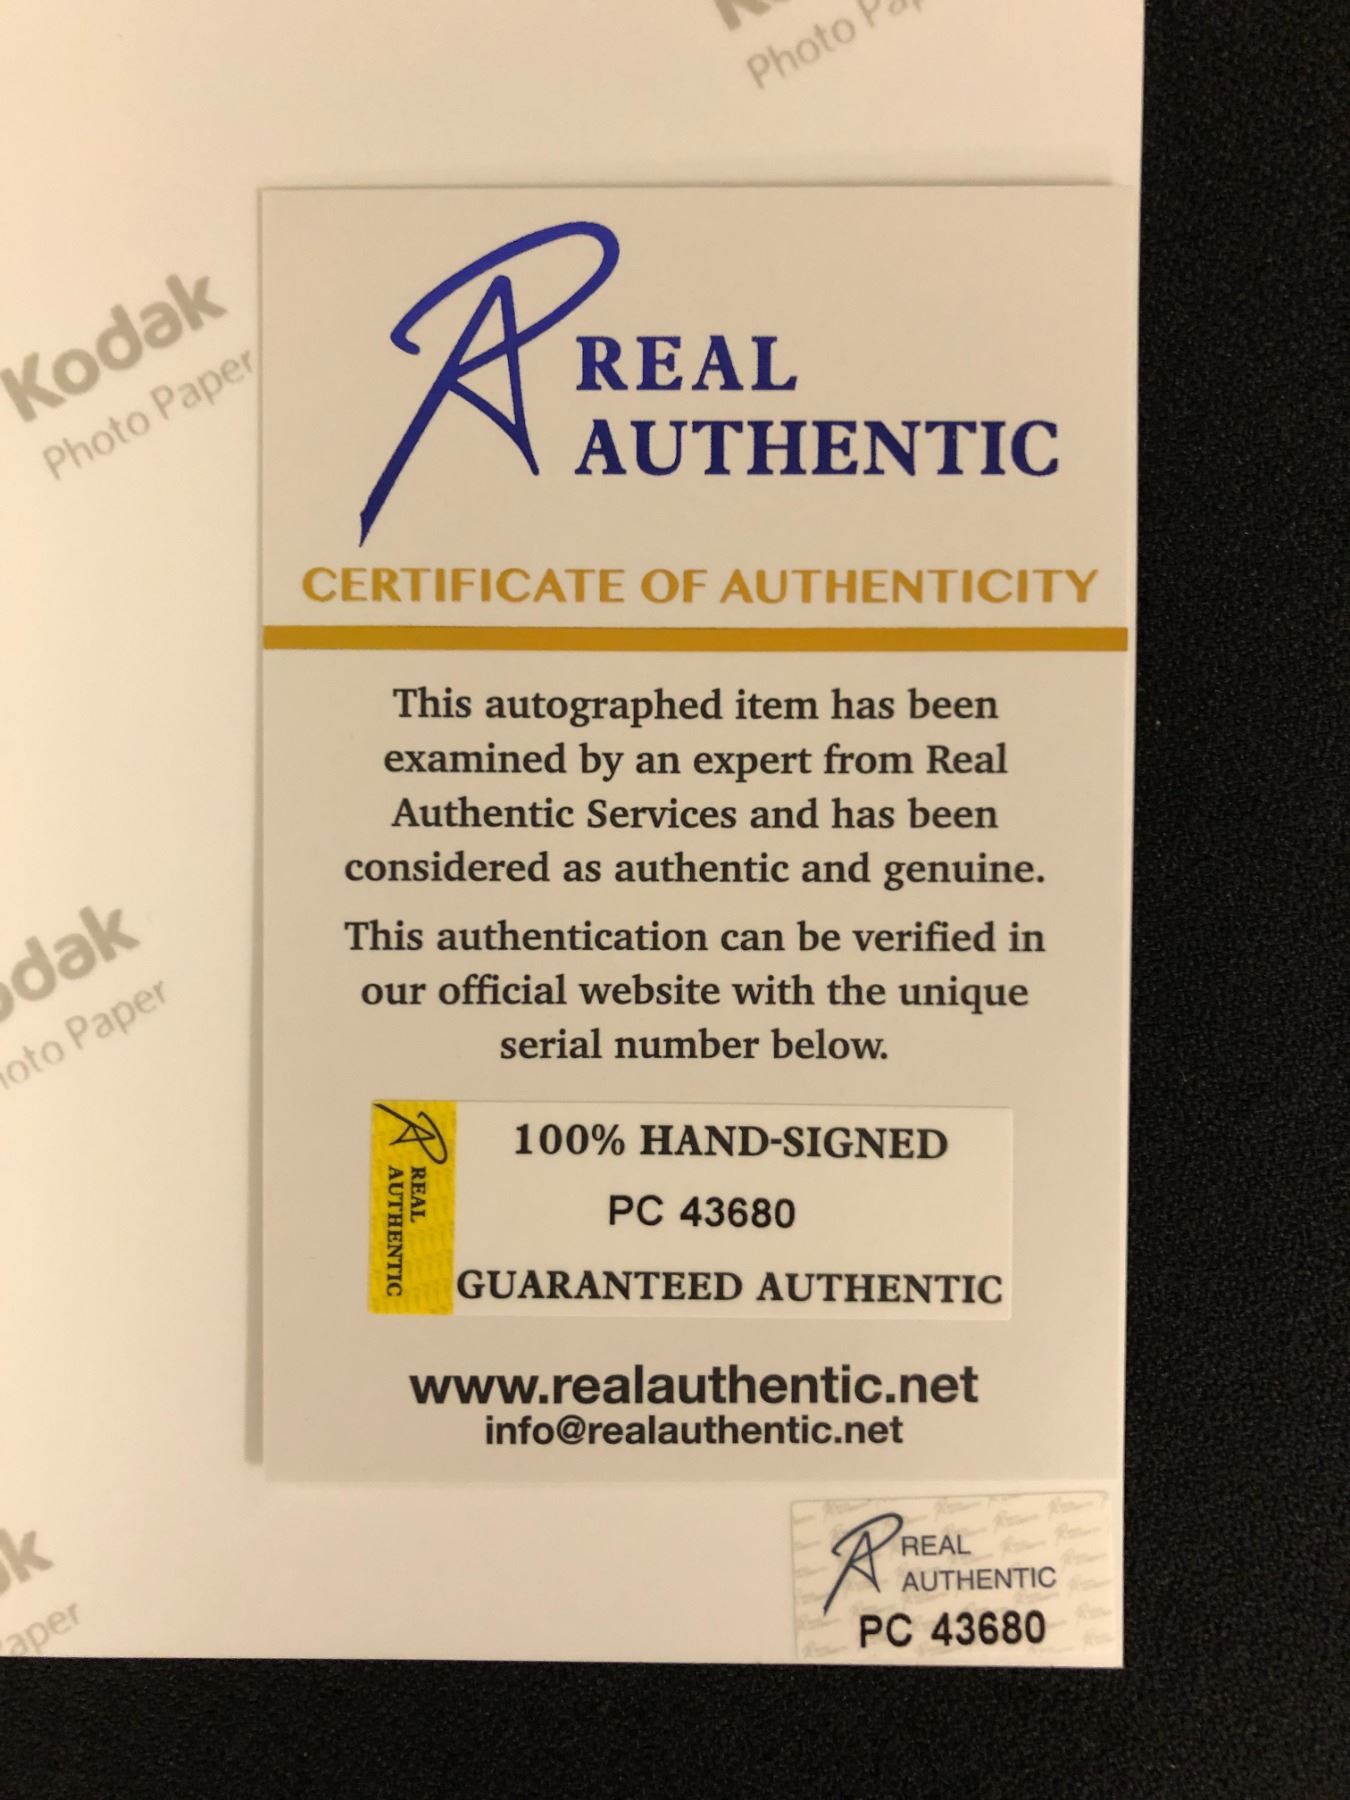 Photo Pap
Kodak
Photo Paper
REAL
AUTHENTIC
CERTIFICATE OF AUTHENTICITY
This autographed item has been
examined by an expert from Real
Authentic Services and has been
considered as authentic and genuine.
This authentication can be verified in
our official website with the unique
serial number below.
REAL
AUTHENTIC
100% HAND-SIGNED
PC 43680
GUARANTEED AUTHENTIC
www.realauthentic.net
info@realauthentic.net
odak
oto Paper
k
aper
REAL
AUTHENTIC
PC 43680